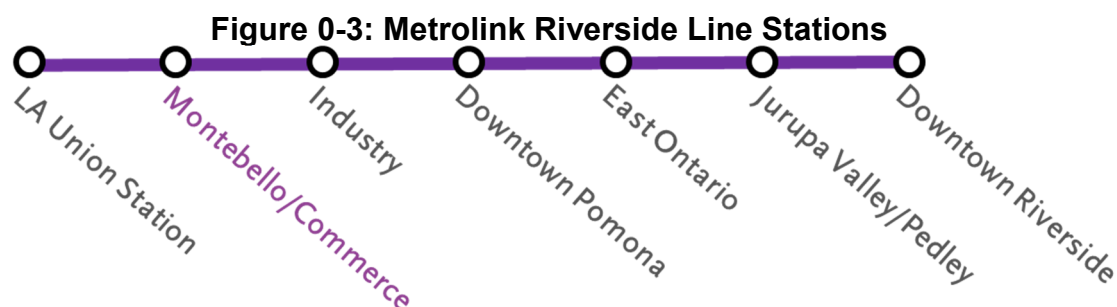 Figure 0-3: Metrolink Riverside Line Stations
LA Union Station
Montebello/Commerce
Industry
Downtown Pomona
East Ontario
Jurupa Valley/Pedley
Downtown Riverside